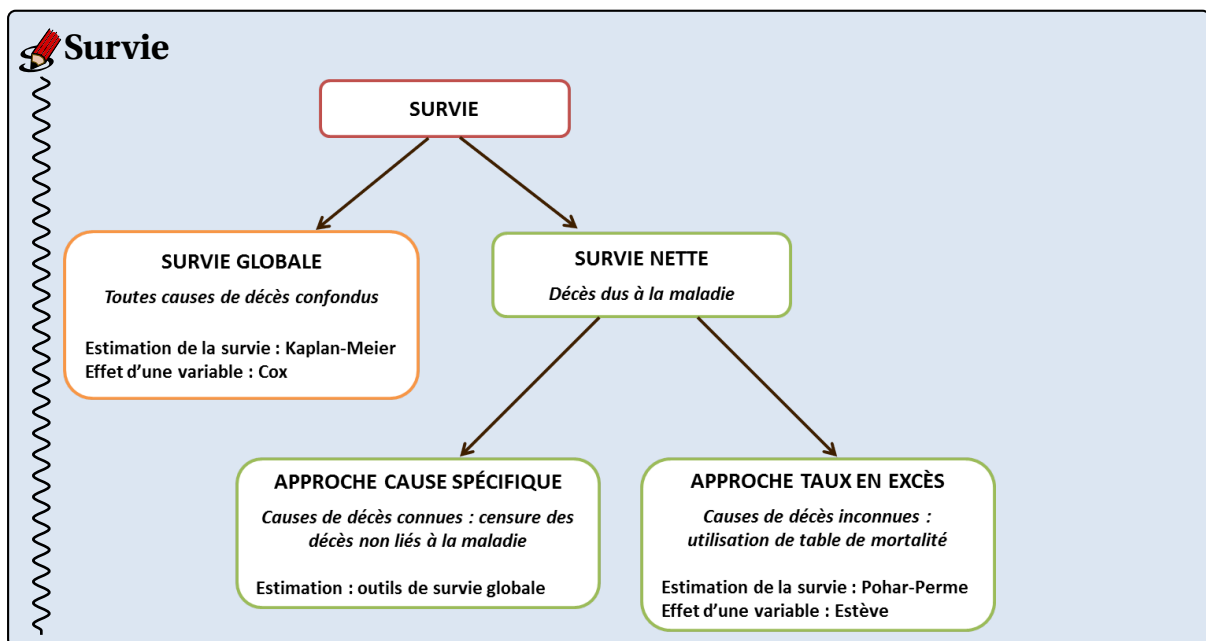 Survie
SURVIE
SURVIE GLOBALE
Toutes causes de décès confondus
Estimation de la survie : Kaplan-Meier
Effet d'une variable : Cox
SURVIE NETTE
Décès dus à la maladie
APPROCHE CAUSE SPÉCIFIQUE
Causes de décès connues : censure des
décès non liés à la maladie
Estimation : outils de survie globale
APPROCHE TAUX EN EXCÈS
Causes de décès inconnues :
utilisation de table de mortalité
Estimation de la survie : Pohar-Perme
Effet d'une variable : Estève